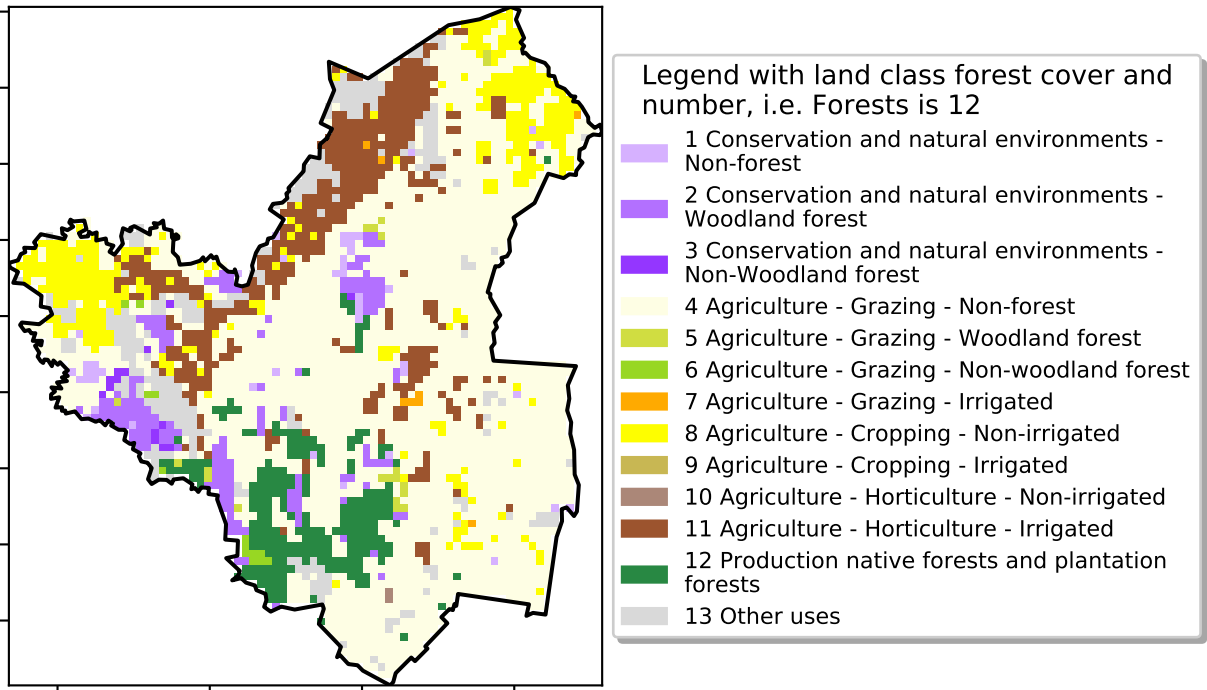 Legend with land class forest cover and
number, i.e. Forests is 12
1 Conservation and natural environments -
Non-forest
2 Conservation and natural environments -
Woodland forest
3 Conservation and natural environments -
Non-Woodland forest
4 Agriculture - Grazing - Non-forest
5 Agriculture - Grazing - Woodland forest
6 Agriculture - Grazing - Non-woodland forest
7 Agriculture - Grazing - Irrigated
8 Agriculture - Cropping - Non-irrigated
9 Agriculture - Cropping - Irrigated
10 Agriculture - Horticulture - Non-irrigated
11 Agriculture - Horticulture - Irrigated
12 Production native forests and plantation
forests
13 Other uses